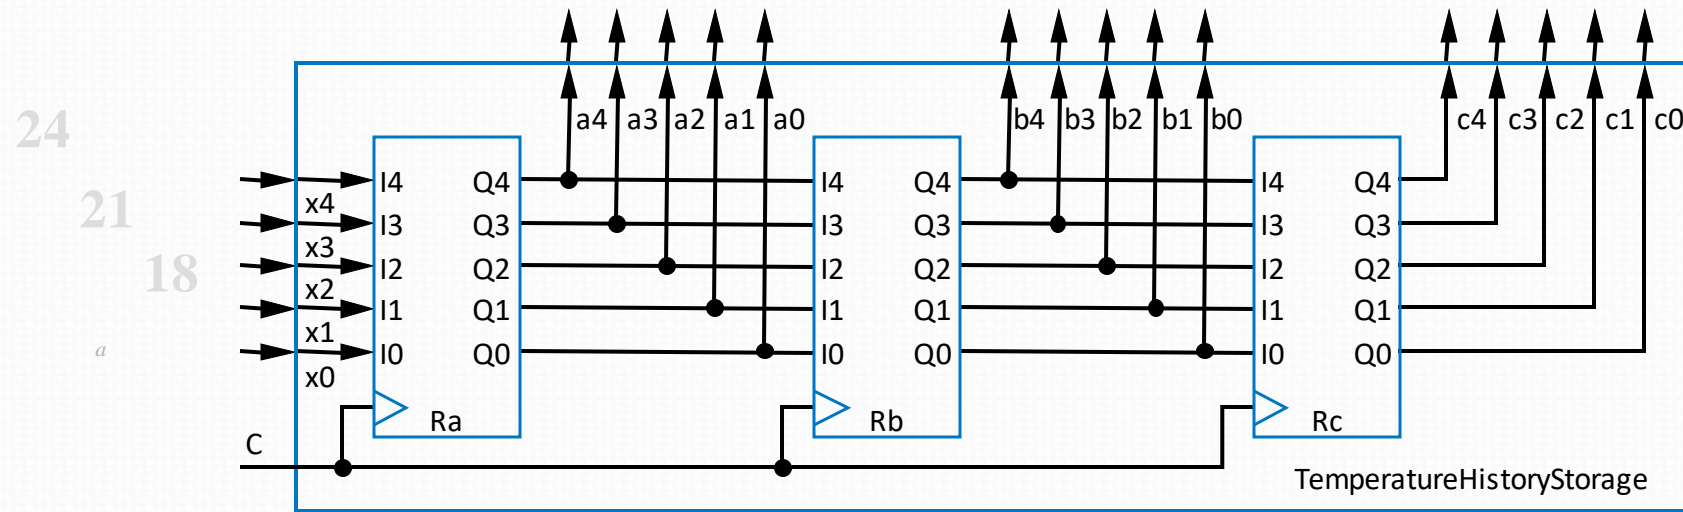 a4 a3 a2 a1 a0 b4 b3 b2 b1 b0 c4 c3 c2 c1 c0
24
I4 Q4 I4 Q4 I4 Q4
x4
21
I3 Q3 I3 Q3 I3 Q3
x3
18
I2 Q2 I2 Q2 I2 Q2
x2
I1 Q1 I1 Q1 I1 Q1
x1
a
I0 Q0 I0 Q0 I0 Q0
x0
Ra Rb Rc
C
TemperatureHistoryStorage